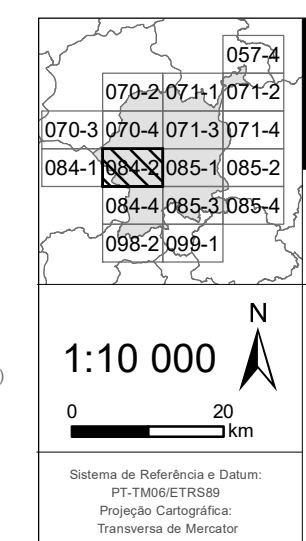 057-4
070-2 071-1 071-2
070-3 070-4 071-3 071-4
084-1 084-2 085-1 085-2
084-4 085-3 085-4
098-2 099-1
N
1:10 000
)
0 20
km
Sistema de Referência e Datum:
PT-TM06/ETRS89
Projeção Cartográfica:
Transversa de Mercator